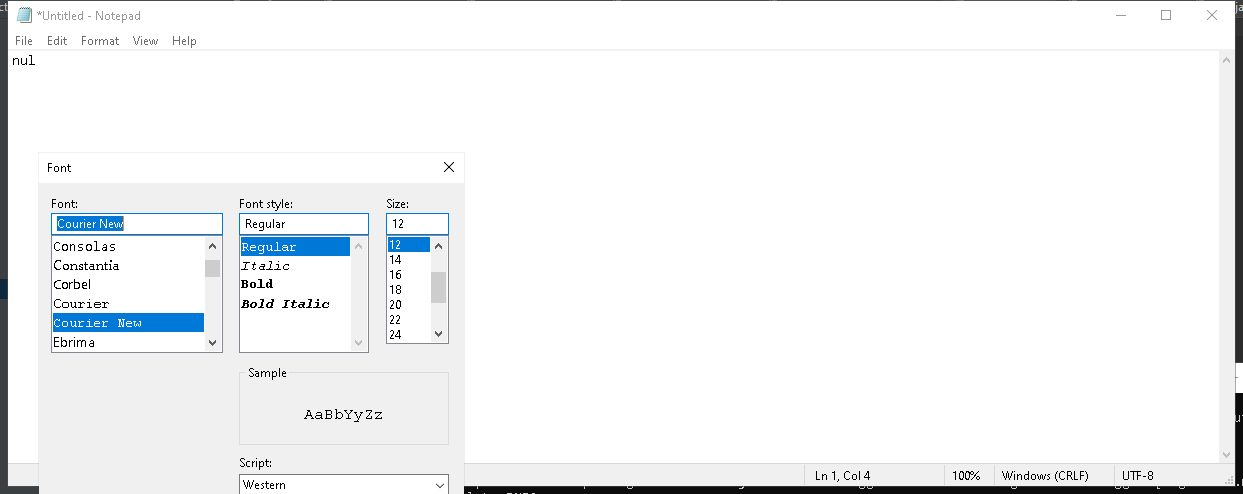 *Untitled - Notepad
File Edit Format View Help
nul
Font
Font: Font style: Size:
Courier New Regular 12
Consolas
Constantia
Corbel
Courier
Courier New
Ebrima
Regular
Italic
Bold
Bold Italic
12
14
16
18
20
22
24
Sample
AaBbYyZz
Script:
Western
Ln 1, Col 4 100% Windows (CRLF) UTF-8